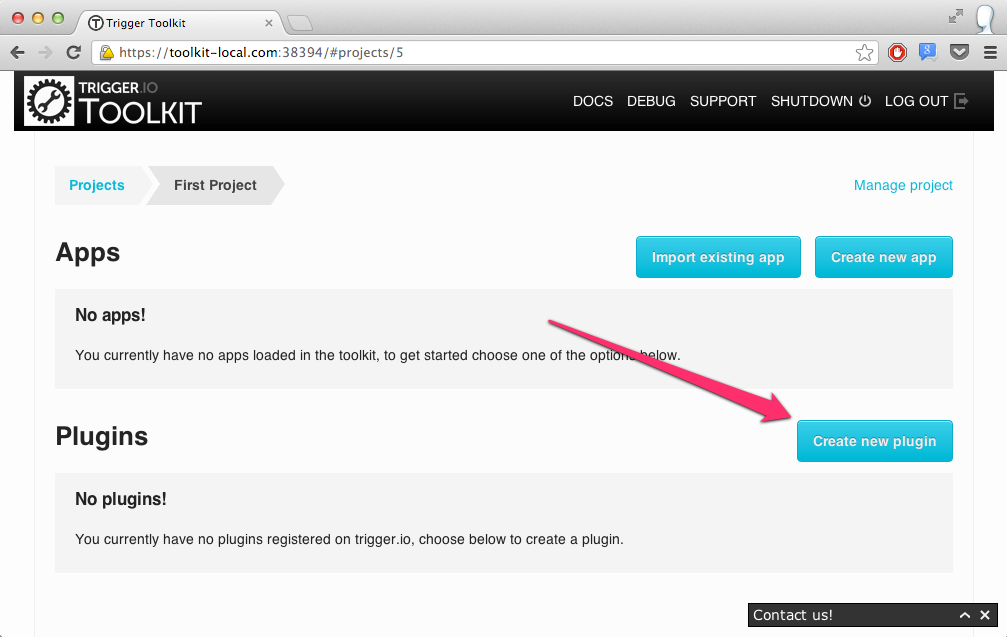 Trigger Toolkit
https://toolkit-local.com:38394/#projects/5
TRIGGER.IO
TOOLKIT
DOCS DEBUG SUPPORT SHUTDOWN LOG OUT
Projects First Project Manage project
Apps Import existing app Create new app
No apps!
You currently have no apps loaded in the toolkit, to get started choose one of the options below.
Plugins Create new plugin
No plugins!
You currently have no plugins registered on trigger.io, choose below to create a plugin.
Contact us!